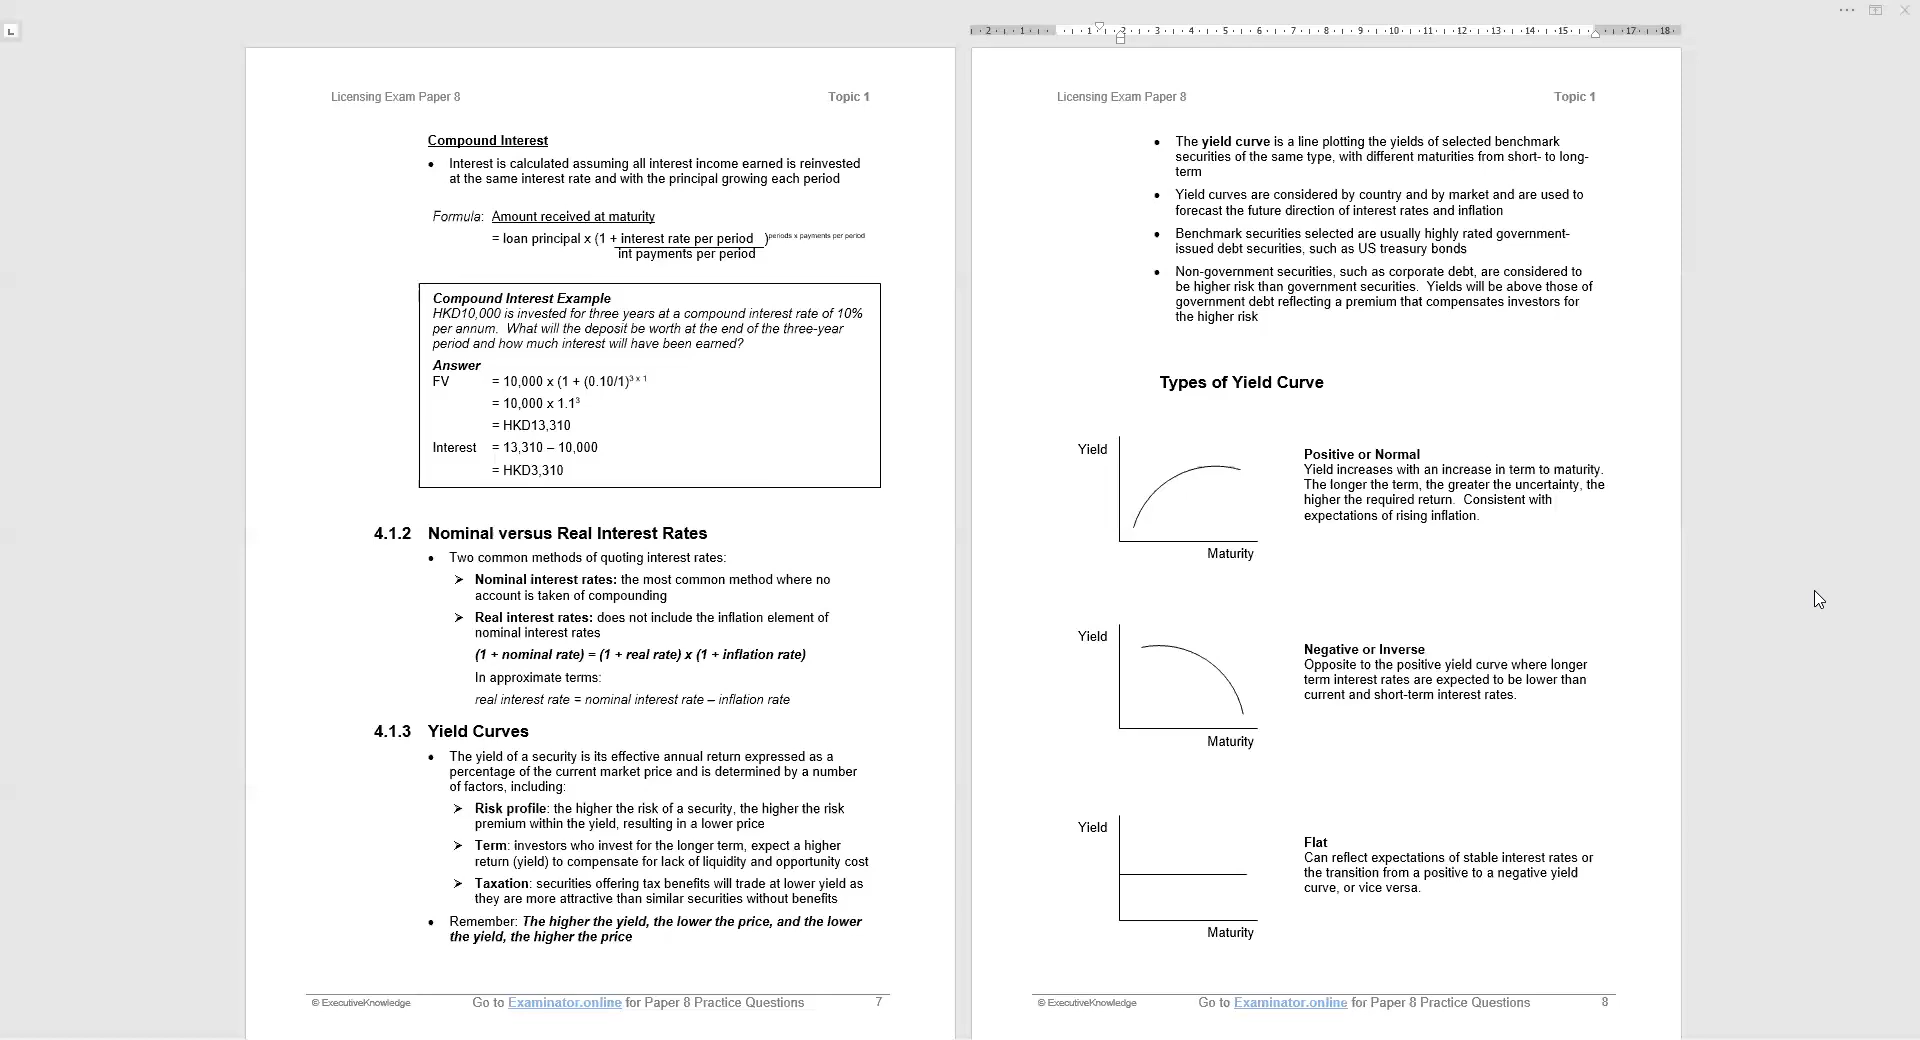 Licensing Exam Paper 8 Topic 1
Compound Interest
• Interest is calculated assuming all interest income earned is reinvested
at the same interest rate and with the principal growing each period
Formula: Amount received at maturity
= loan principal x (1 + interest rate per period )periods x payments per period
int payments per period
Compound Interest Example
HKD10,000 is invested for three years at a compound interest rate of 10%
per annum. What will the deposit be worth at the end of the three-year
period and how much interest will have been earned?
Answer
FV = 10,000 x (1 + (0.10/1)3 x 1
= 10,000 x 1.1³
= HKD13,310
Interest = 13,310 – 10,000
= HKD3,310
4.1.2 Nominal versus Real Interest Rates
• Two common methods of quoting interest rates:
➢ Nominal interest rates: the most common method where no
account is taken of compounding
➢ Real interest rates: does not include the inflation element of
nominal interest rates
(1 + nominal rate) = (1 + real rate) x (1 + inflation rate)
In approximate terms:
real interest rate = nominal interest rate – inflation rate
4.1.3 Yield Curves
• The yield of a security is its effective annual return expressed as a
percentage of the current market price and is determined by a number
of factors, including:
➢ Risk profile: the higher the risk of a security, the higher the risk
premium within the yield, resulting in a lower price
➢ Term: investors who invest for the longer term, expect a higher
return (yield) to compensate for lack of liquidity and opportunity cost
➢ Taxation: securities offering tax benefits will trade at lower yield as
they are more attractive than similar securities without benefits
• Remember: The higher the yield, the lower the price, and the lower
the yield, the higher the price
© ExecutiveKnowledge Go to Examinator.online for Paper 8 Practice Questions 7
2 1 1 2 3 4 5 6 7 8 9 10 11 12 13 14 15 17 18
Licensing Exam Paper 8 Topic 1
• The yield curve is a line plotting the yields of selected benchmark
securities of the same type, with different maturities from short- to long-
term
• Yield curves are considered by country and by market and are used to
forecast the future direction of interest rates and inflation
• Benchmark securities selected are usually highly rated government-
issued debt securities, such as US treasury bonds
• Non-government securities, such as corporate debt, are considered to
be higher risk than government securities. Yields will be above those of
government debt reflecting a premium that compensates investors for
the higher risk
Types of Yield Curve
Yield
Maturity
Positive or Normal
Yield increases with an increase in term to maturity.
The longer the term, the greater the uncertainty, the
higher the required return. Consistent with
expectations of rising inflation.
Yield
Maturity
Negative or Inverse
Opposite to the positive yield curve where longer
term interest rates are expected to be lower than
current and short-term interest rates.
Yield
Maturity
Flat
Can reflect expectations of stable interest rates or
the transition from a positive to a negative yield
curve, or vice versa.
© ExecutiveKnowledge Go to Examinator.online for Paper 8 Practice Questions 8